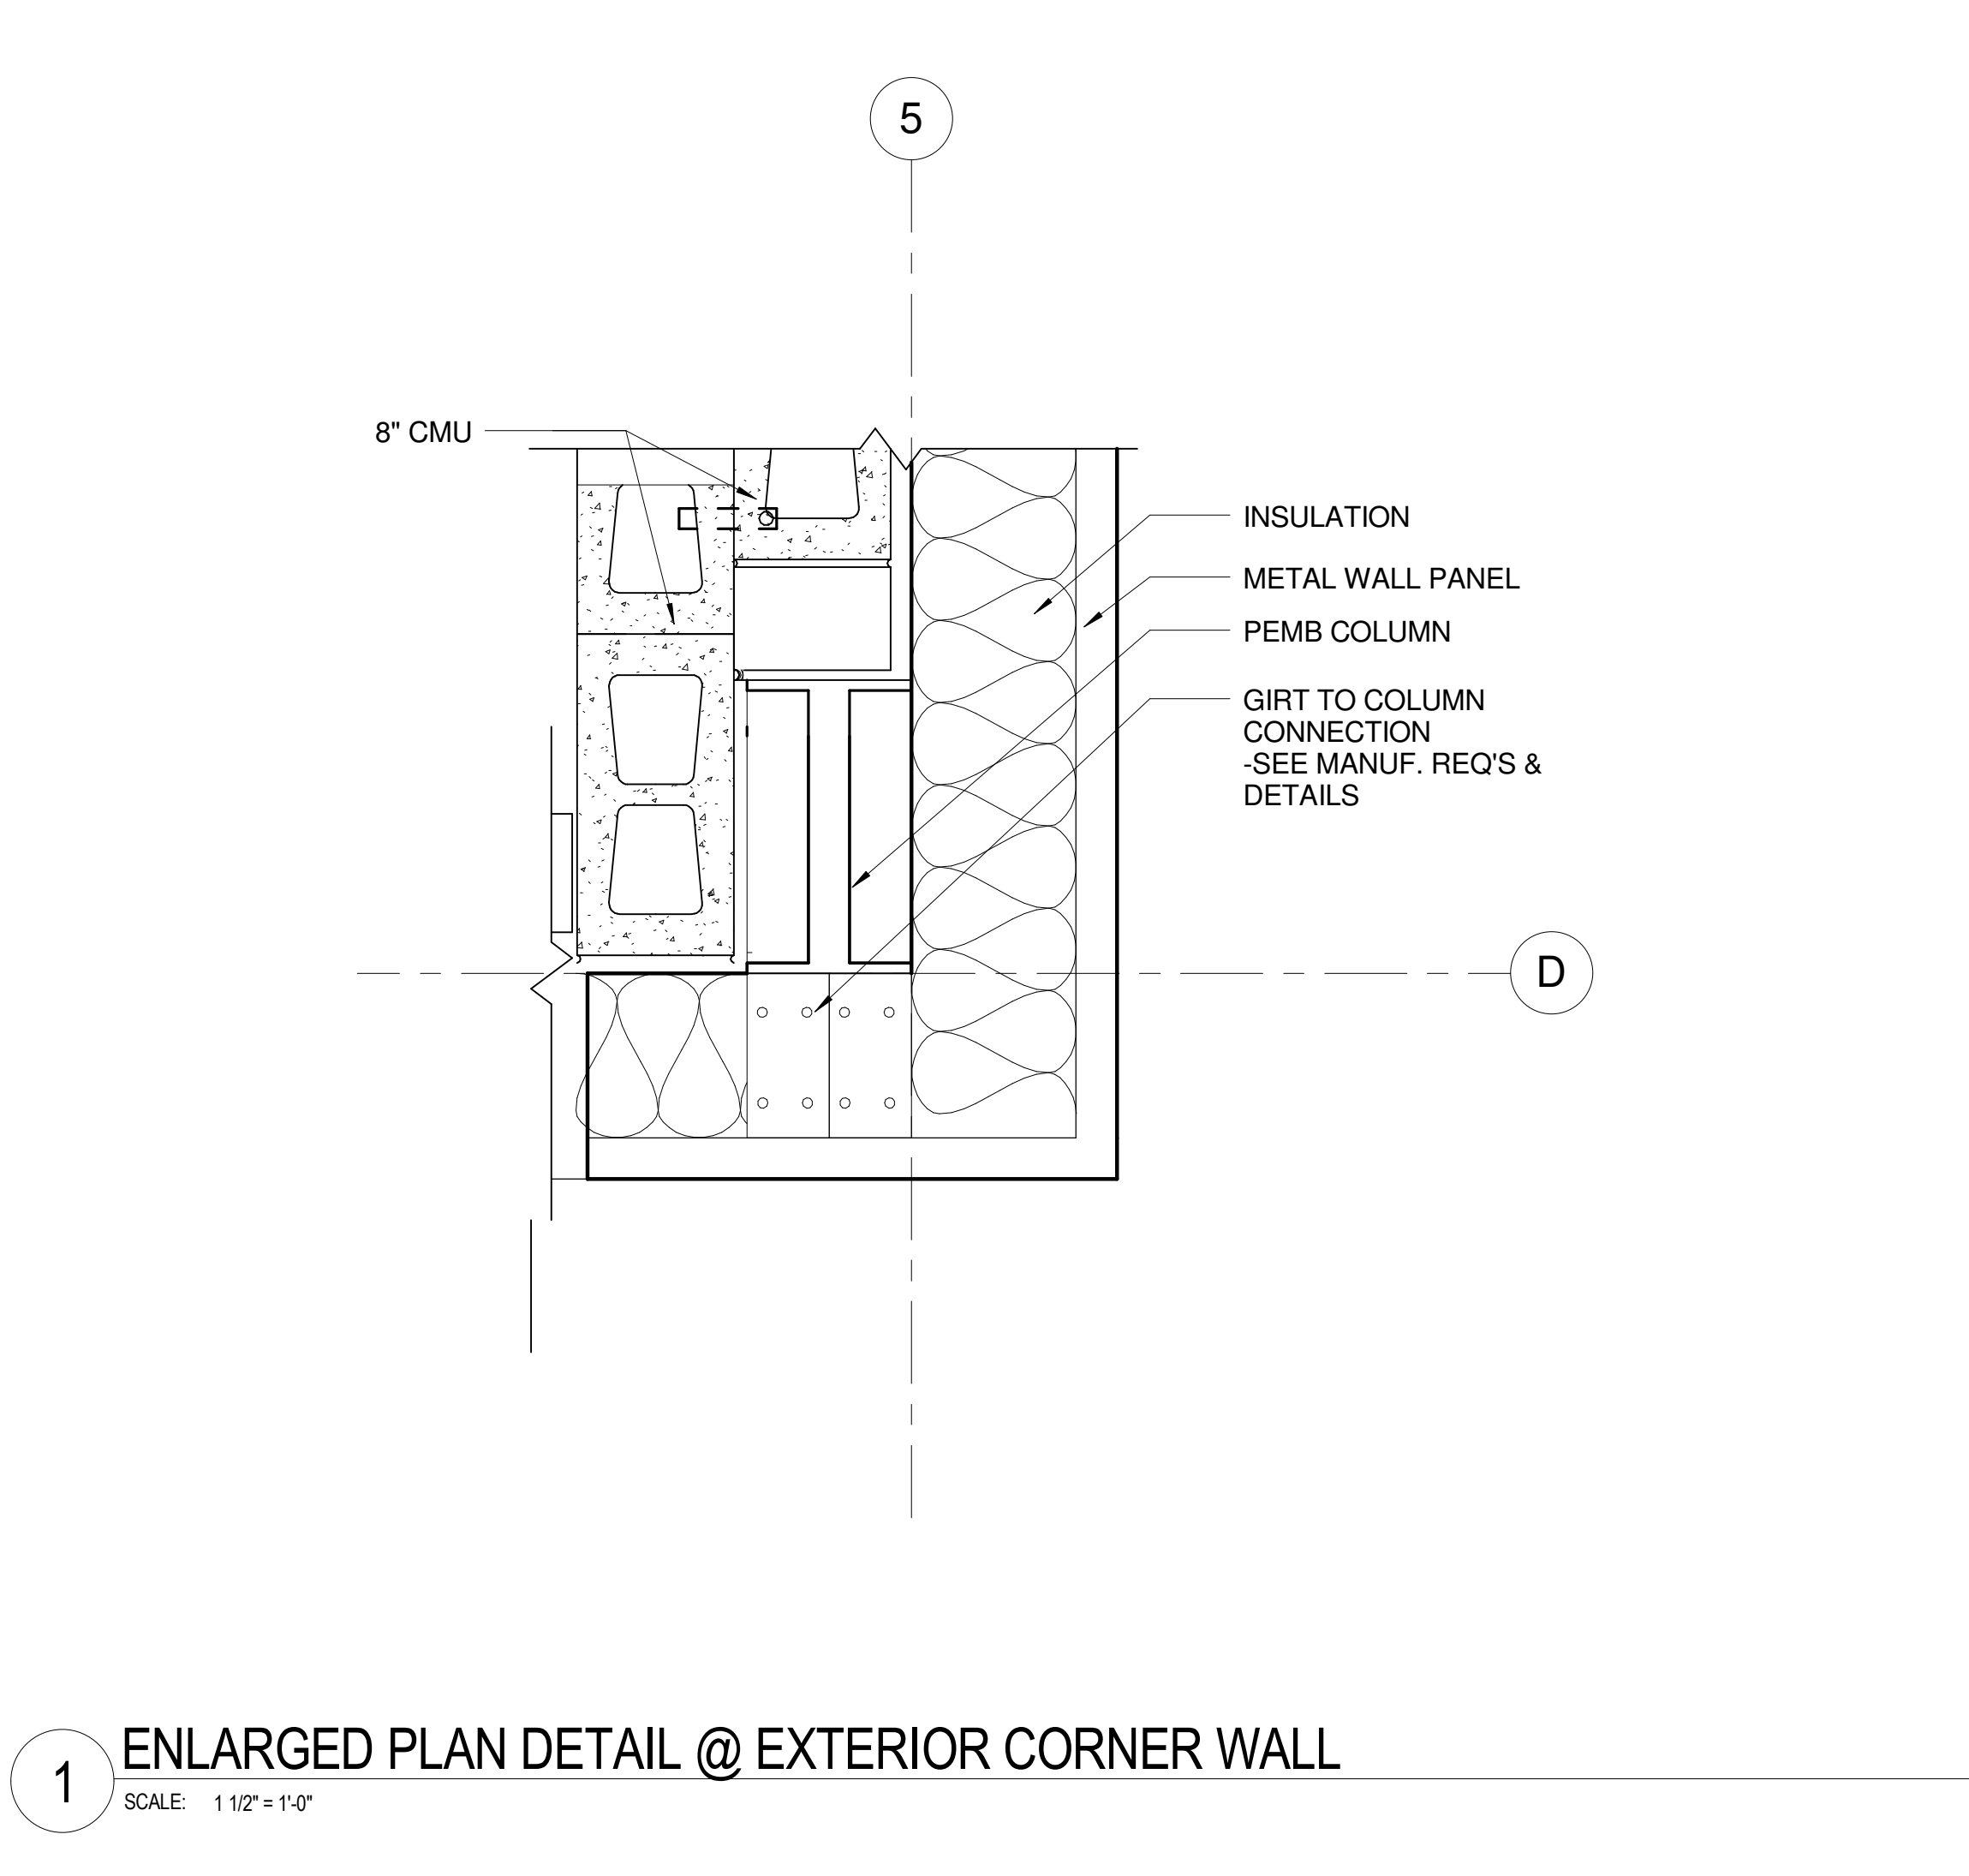 5
8" CMU
INSULATION
METAL WALL PANEL
PEMB COLUMN
GIRT TO COLUMN
CONNECTION
-SEE MANUF. REQ'S &
DETAILS
D
1
ENLARGED PLAN DETAIL @ EXTERIOR CORNER WALL
SCALE: 1 1/2" = 1'-0"